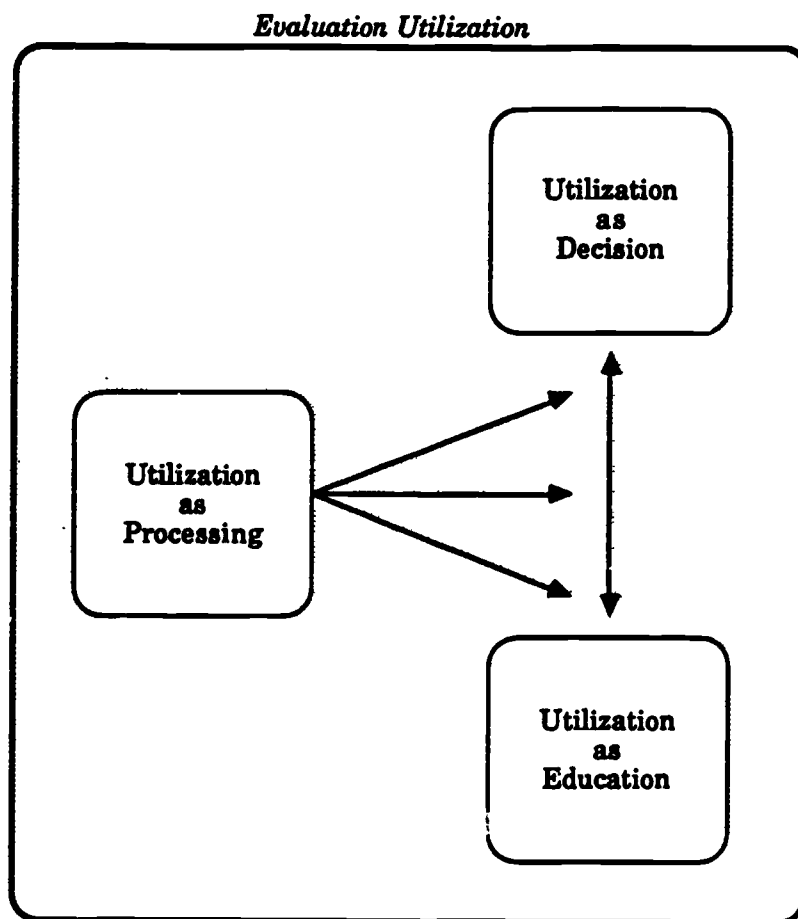 Evaluation Utilization
Utilization
as
Decision
Utilization
as
Processing
Utilization
as
Education